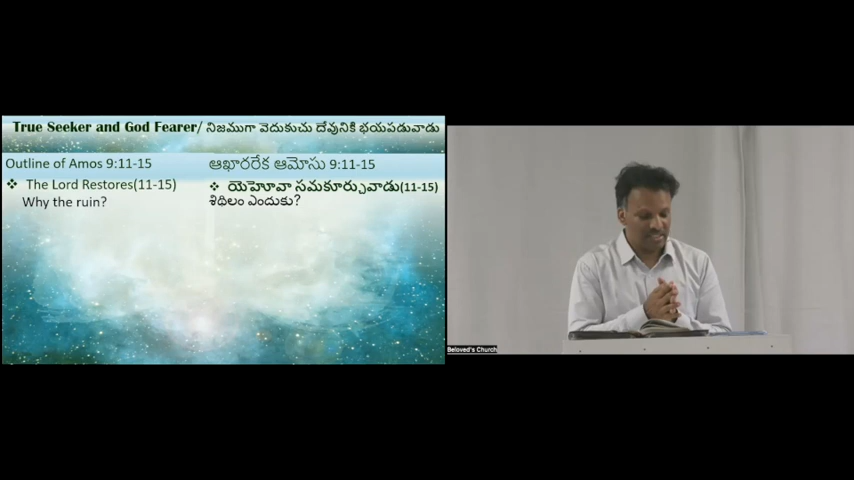 True Seeker and God Fearer/ నిజముగా వెదుకుచు దేవునికి భయపడువాడు
Outline of Amos 9:11-15
❖ The Lord Restores(11-15)
Why the ruin?
ఆఖారరేక ఆమోసు 9:11-15
❖ యెహోవా సమకూర్చువాడు(11-15)
శిథిలం ఎందుకు?
Beloved's Church